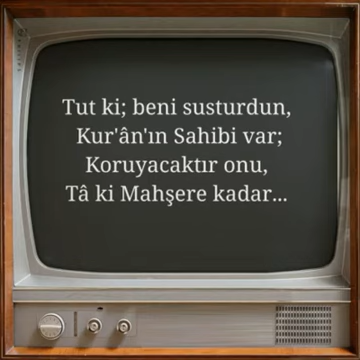 Tut ki; beni susturdun,
Kur'ân'ın Sahibi var;
Koruyacaktır onu,
Tâ ki Mahşere kadar...